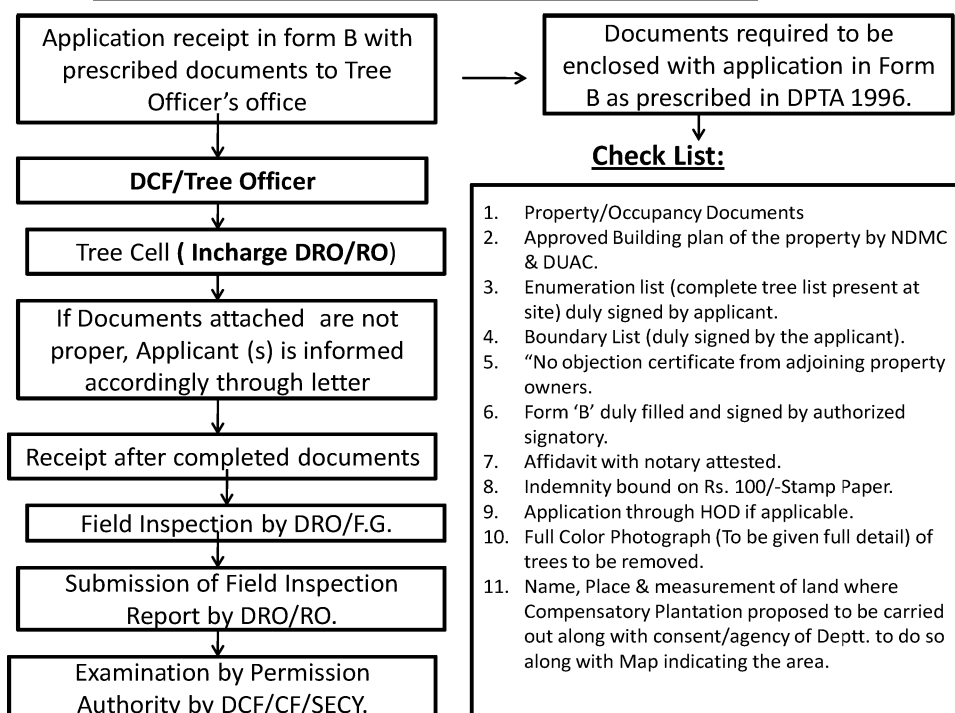 Application receipt in form B with
prescribed documents to Tree
Officer's office
DCF/Tree Officer
Tree Cell ( Incharge DRO/RO)
If Documents attached are not
proper, Applicant (s) is informed
accordingly through letter
Receipt after completed documents
Field Inspection by DRO/F.G.
Submission of Field Inspection
Report by DRO/RO.
Examination by Permission
Authority by DCF/CF/SECY.
Documents required to be
enclosed with application in Form
B as prescribed in DPTA 1996.
Check List:
1. Property/Occupancy Documents
2. Approved Building plan of the property by NDMC
& DUAC.
3. Enumeration list (complete tree list present at
site) duly signed by applicant.
4. Boundary List (duly signed by the applicant).
5. “No objection certificate from adjoining property
owners.
6. Form ‘B’ duly filled and signed by authorized
signatory.
7. Affidavit with notary attested.
8. Indemnity bound on Rs. 100/-Stamp Paper.
9. Application through HOD if applicable.
10. Full Color Photograph (To be given full detail) of
trees to be removed.
11. Name, Place & measurement of land where
Compensatory Plantation proposed to be carried
out along with consent/agency of Deptt. to do so
along with Map indicating the area.